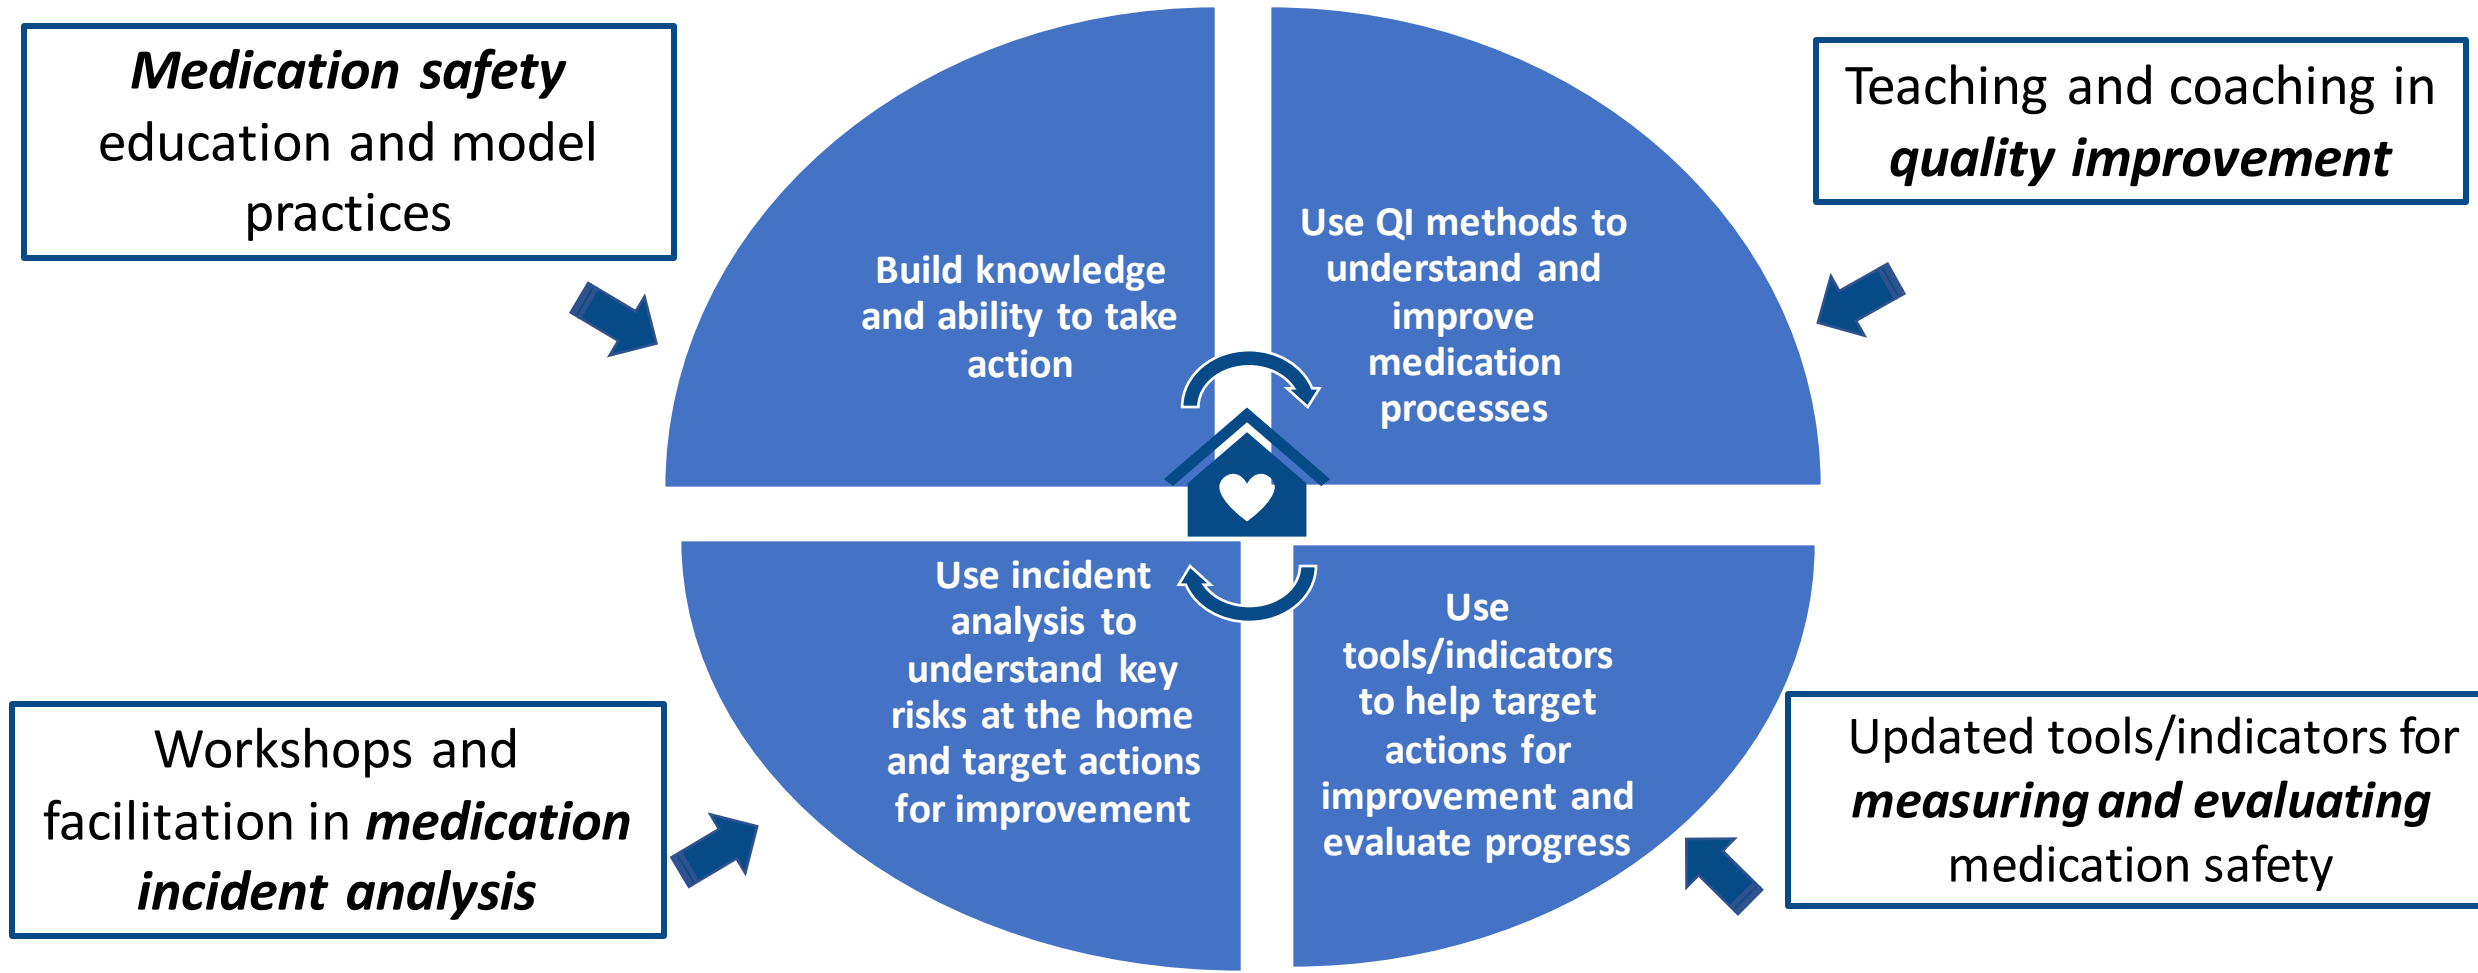 Medication safety
education and model
practices
Teaching and coaching in
quality improvement
Build knowledge
and ability to take
action
Use QI methods to
understand and
improve
medication
processes
Use incident
analysis to
understand key
risks at the home
and target actions
for improvement
Use
tools/indicators
to help target
actions for
improvement and
evaluate progress
Workshops and
facilitation in medication
incident analysis
Updated tools/indicators for
measuring and evaluating
medication safety